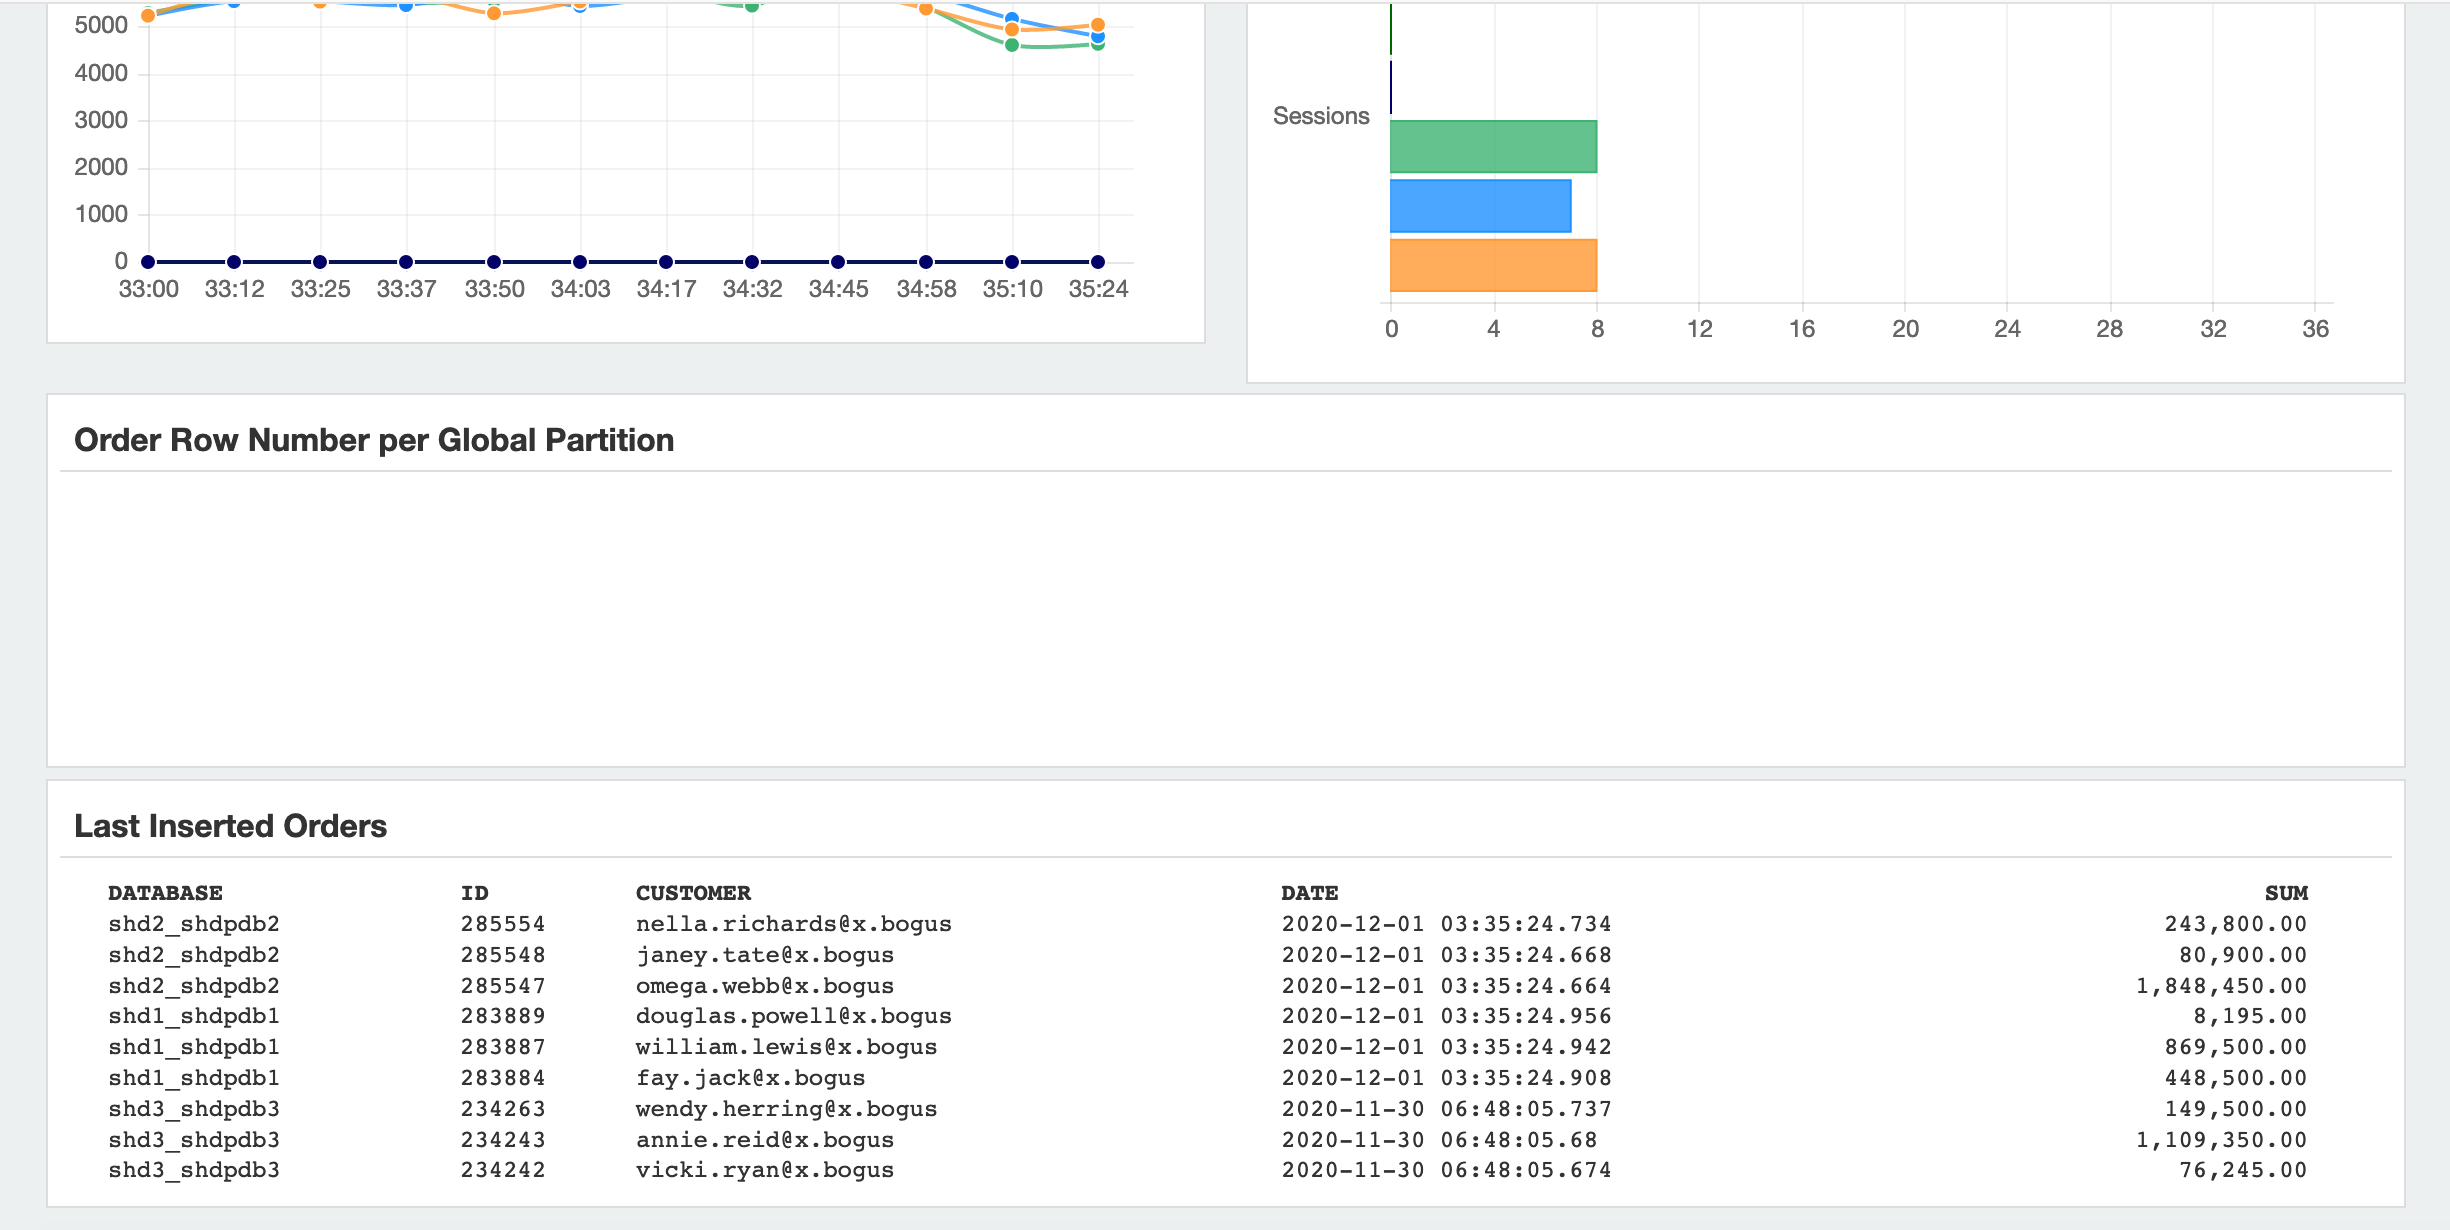 5000
4000
3000
2000
1000
0
33:00 33:12 33:25 33:37 33:50 34:03 34:17 34:32 34:45 34:58 35:10 35:24
Sessions
0 4 8 12 16 20 24 28 32 36
Order Row Number per Global Partition
Last Inserted Orders
DATABASE ID CUSTOMER DATE SUM
shd2_shdpdb2 285554 nella.richards@x.bogus 2020-12-01 03:35:24.734 243,800.00
shd2_shdpdb2 285548 janey.tate@x.bogus 2020-12-01 03:35:24.668 80,900.00
shd2_shdpdb2 285547 omega.webb@x.bogus 2020-12-01 03:35:24.664 1,848,450.00
shd1_shdpdb1 283889 douglas.powell@x.bogus 2020-12-01 03:35:24.956 8,195.00
shd1_shdpdb1 283887 william.lewis@x.bogus 2020-12-01 03:35:24.942 869,500.00
shd1_shdpdb1 283884 fay.jack@x.bogus 2020-12-01 03:35:24.908 448,500.00
shd3_shdpdb3 234263 wendy.herring@x.bogus 2020-11-30 06:48:05.737 149,500.00
shd3_shdpdb3 234243 annie.reid@x.bogus 2020-11-30 06:48:05.68 1,109,350.00
shd3_shdpdb3 234242 vicki.ryan@x.bogus 2020-11-30 06:48:05.674 76,245.00